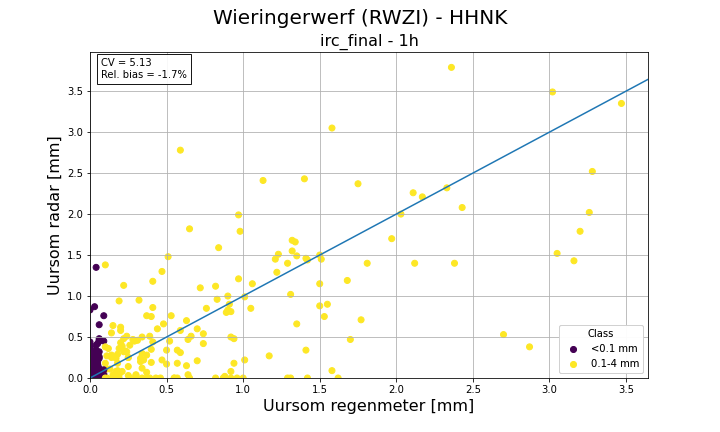 Wieringerwerf (RWZI) - HHNK
irc_final - 1h
CV = 5.13
Rel. bias = -1.7%
Uursom radar [mm]
3.5
3.0
2.5
2.0
1.5
1.0
0.5
0.0
0.0 0.5 1.0 1.5 2.0 2.5 3.0 3.5
Uursom regenmeter [mm]
Class
<0.1 mm
0.1-4 mm